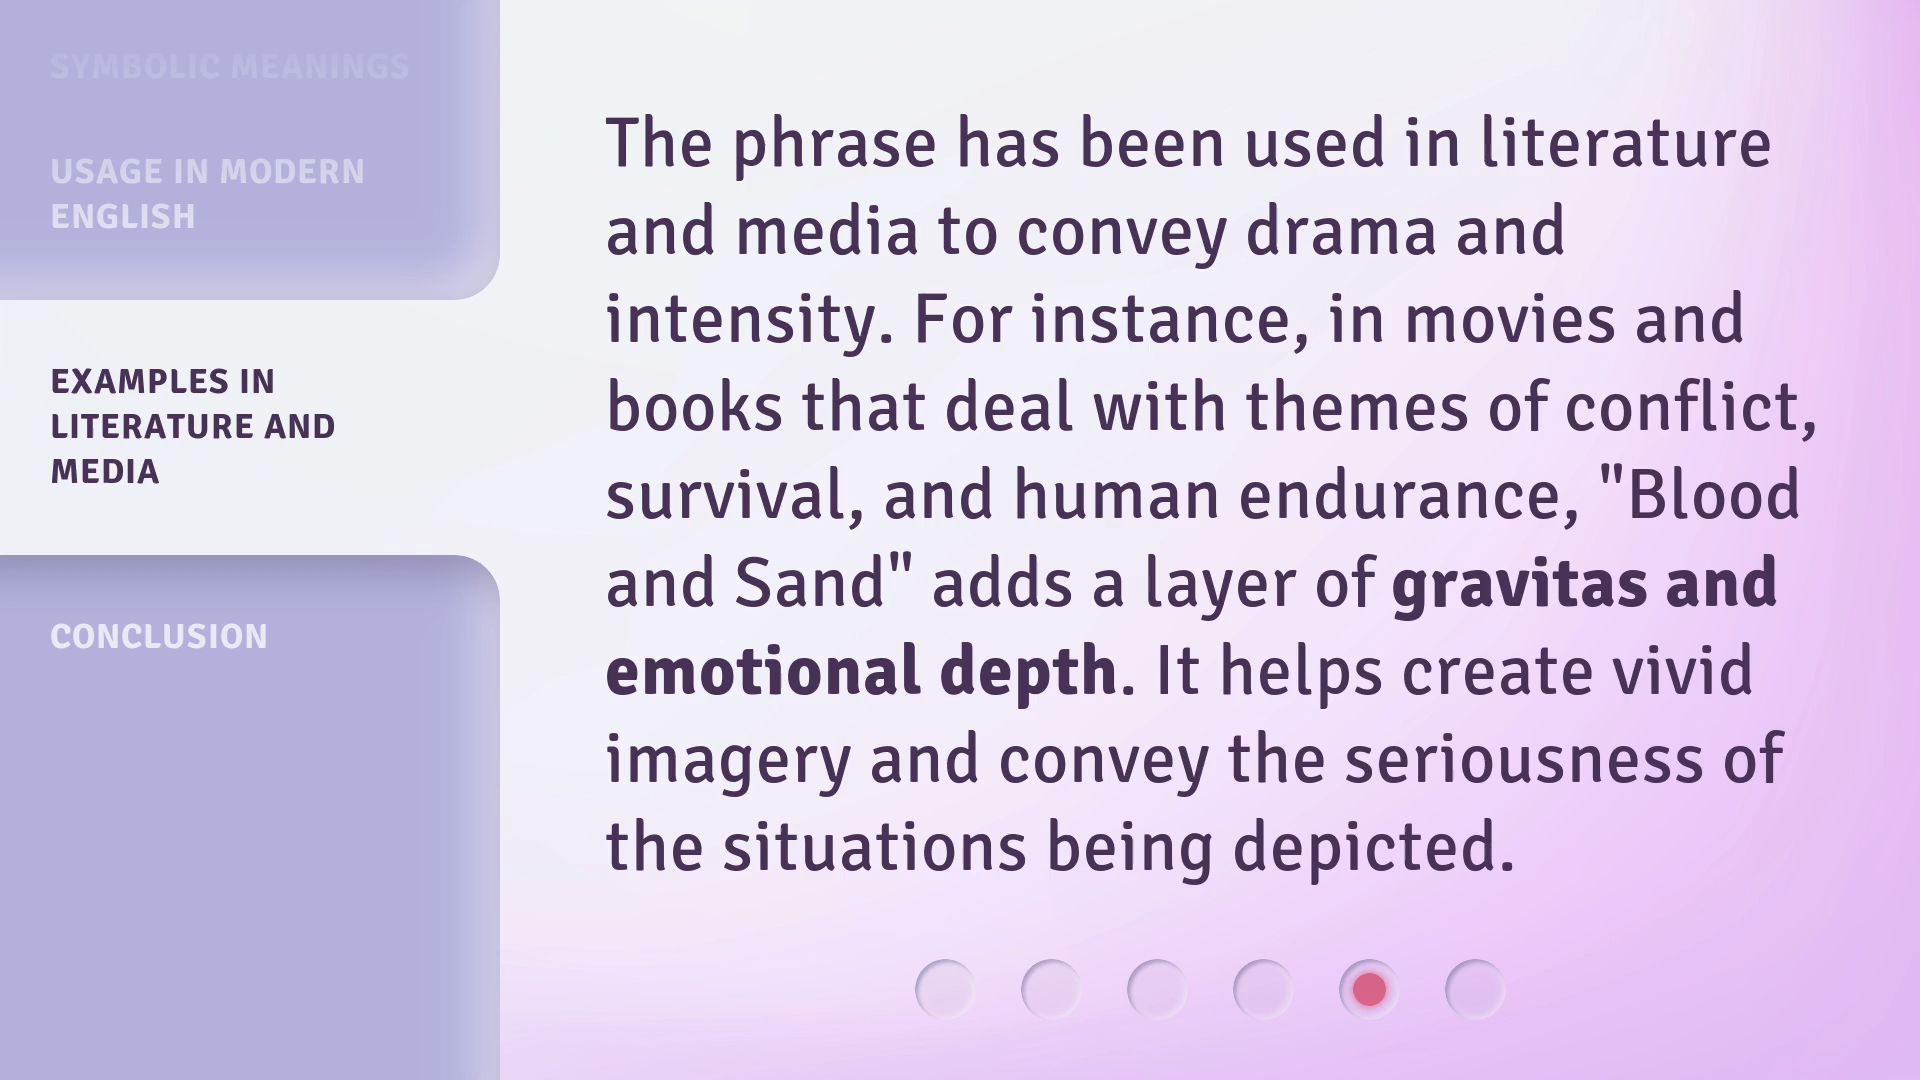 SYMBOLIC MEANINGS
USAGE IN MODERN
ENGLISH
EXAMPLES IN
LITERATURE AND
MEDIA
CONCLUSION
The phrase has been used in literature
and media to convey drama and
intensity. For instance, in movies and
books that deal with themes of conflict,
survival, and human endurance, "Blood
and Sand" adds a layer of gravitas and
emotional depth. It helps create vivid
imagery and convey the seriousness of
the situations being depicted.